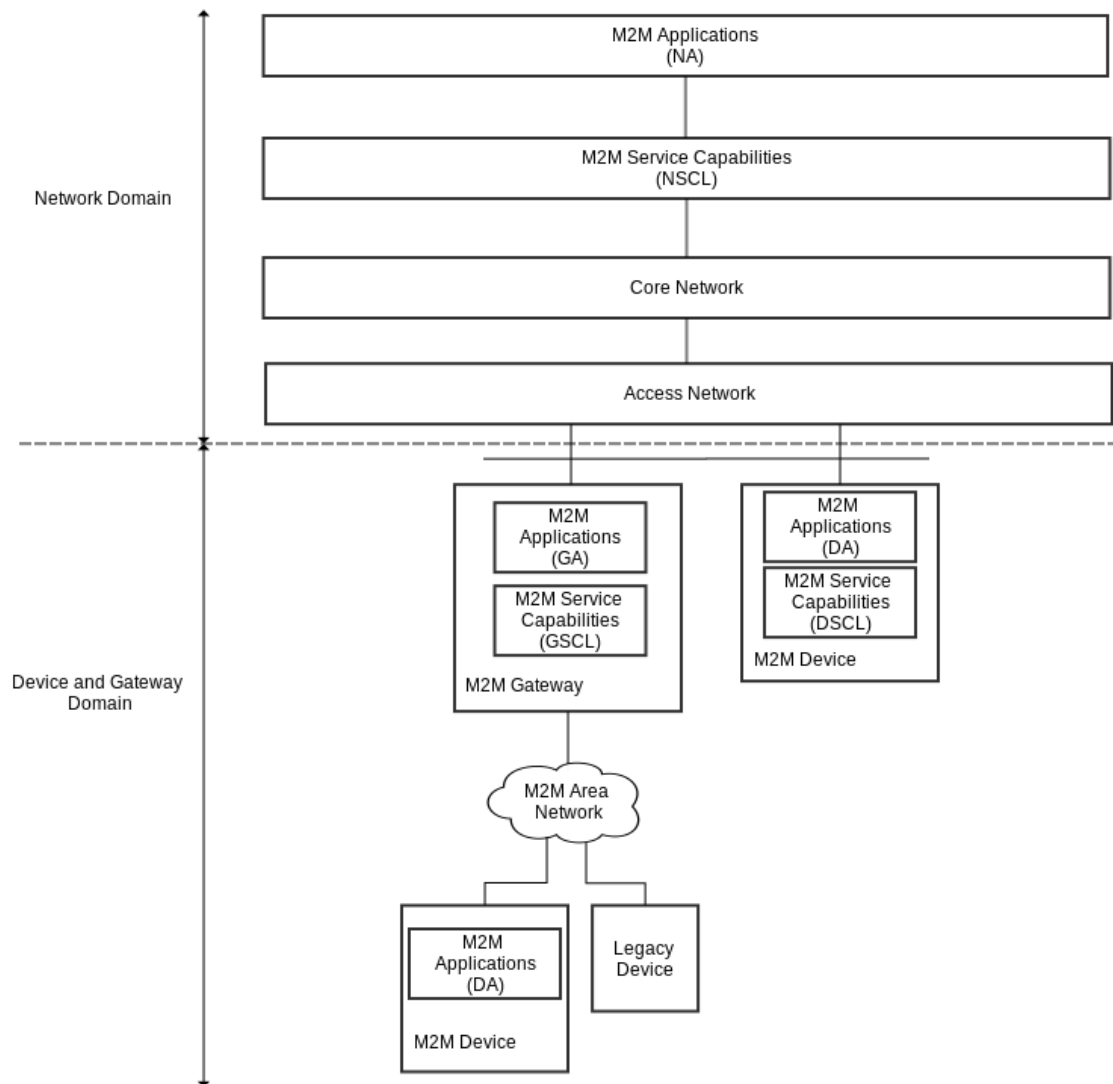 M2M Applications
(NA)
M2M Service Capabilities
(NSCL)
Network Domain
Core Network
Access Network
M2M
Applications
(GA)
M2M Service
Capabilities
(GSCL)
M2M Gateway
M2M
Applications
(DA)
M2M Service
Capabilities
(DSCL)
M2M Device
Device and Gateway
Domain
M2M Area
Network
M2M
Applications
(DA)
M2M Device
Legacy
Device